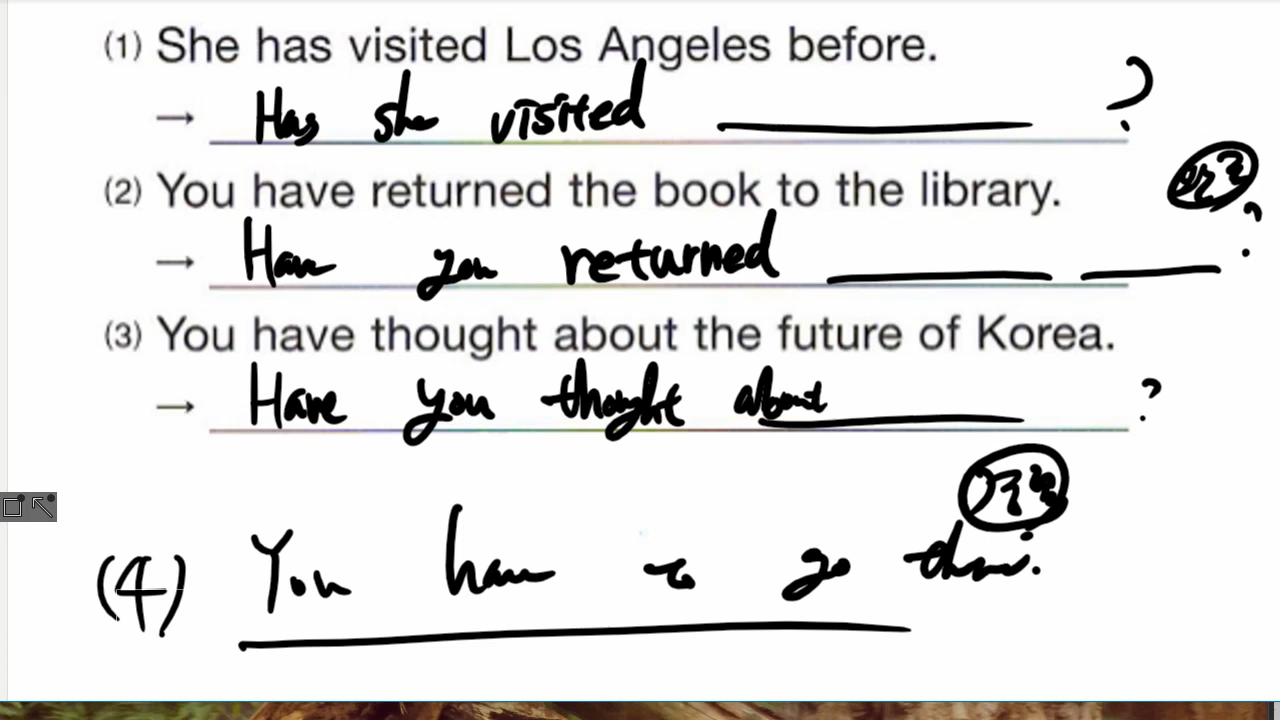 (1) She has visited Los Angeles before.
→ Has she visited ?
(2) You have returned the book to the library.
→ Have you returned ?
(3) You have thought about the future of Korea.
→ Have you thought about ?
(4) You have to go